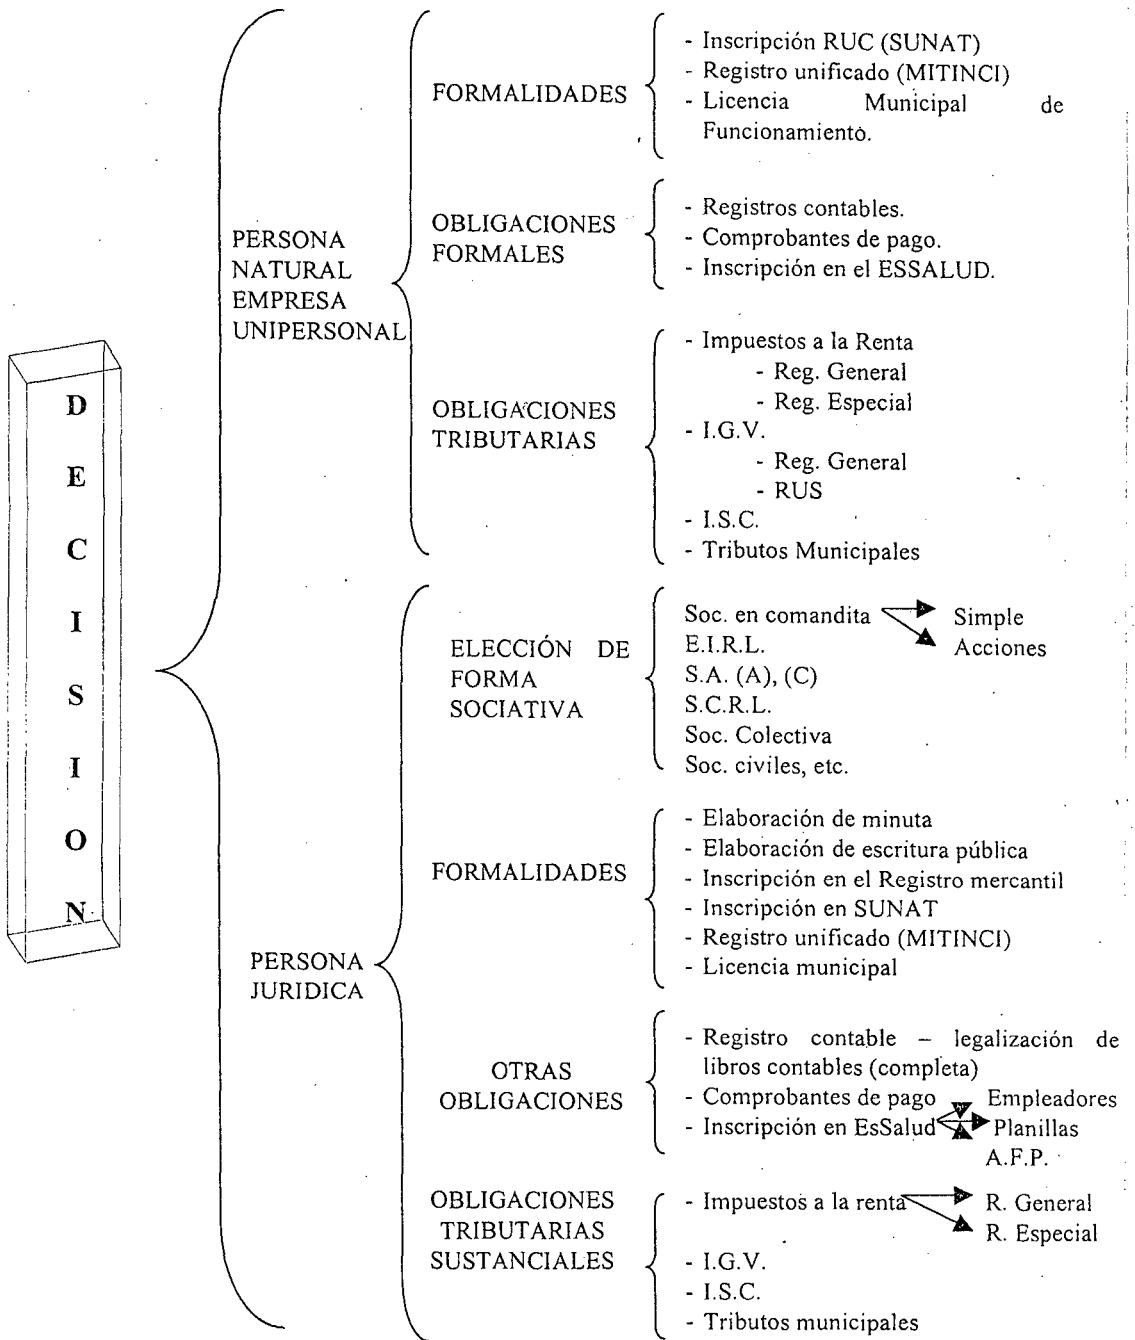 DECISION
PERSONA
NATURAL
EMPRESA
UNIPERSONAL
FORMALIDADES
- Inscripción RUC (SUNAT)
- Registro unificado (MITINCI)
- Licencia Municipal de
Funcionamiento.
OBLIGACIONES
FORMALES
- Registros contables.
- Comprobantes de pago.
- Inscripción en el ESSALUD.
OBLIGACIONES
TRIBUTARIAS
- Impuestos a la Renta
- Reg. General
- Reg. Especial
- I.G.V.
- Reg. General
- RUS
- I.S.C.
- Tributos Municipales
PERSONA
JURIDICA
ELECCIÓN DE
FORMA
SOCIATIVA
Soc. en comandita Simple
Acciones
E.I.R.L.
S.A. (A), (C)
S.C.R.L.
Soc. Colectiva
Soc. civiles, etc.
FORMALIDADES
- Elaboración de minuta
- Elaboración de escritura pública
- Inscripción en el Registro mercantil
- Inscripción en SUNAT
- Registro unificado (MITINCI)
- Licencia municipal
OTRAS
OBLIGACIONES
- Registro contable – legalización de
libros contables (completa)
- Comprobantes de pago
- Inscripción en EsSalud
Empleadores
Planillas
A.F.P.
OBLIGACIONES
TRIBUTARIAS
SUSTANCIALES
- Impuestos a la renta R. General
R. Especial
- I.G.V.
- I.S.C.
- Tributos municipales